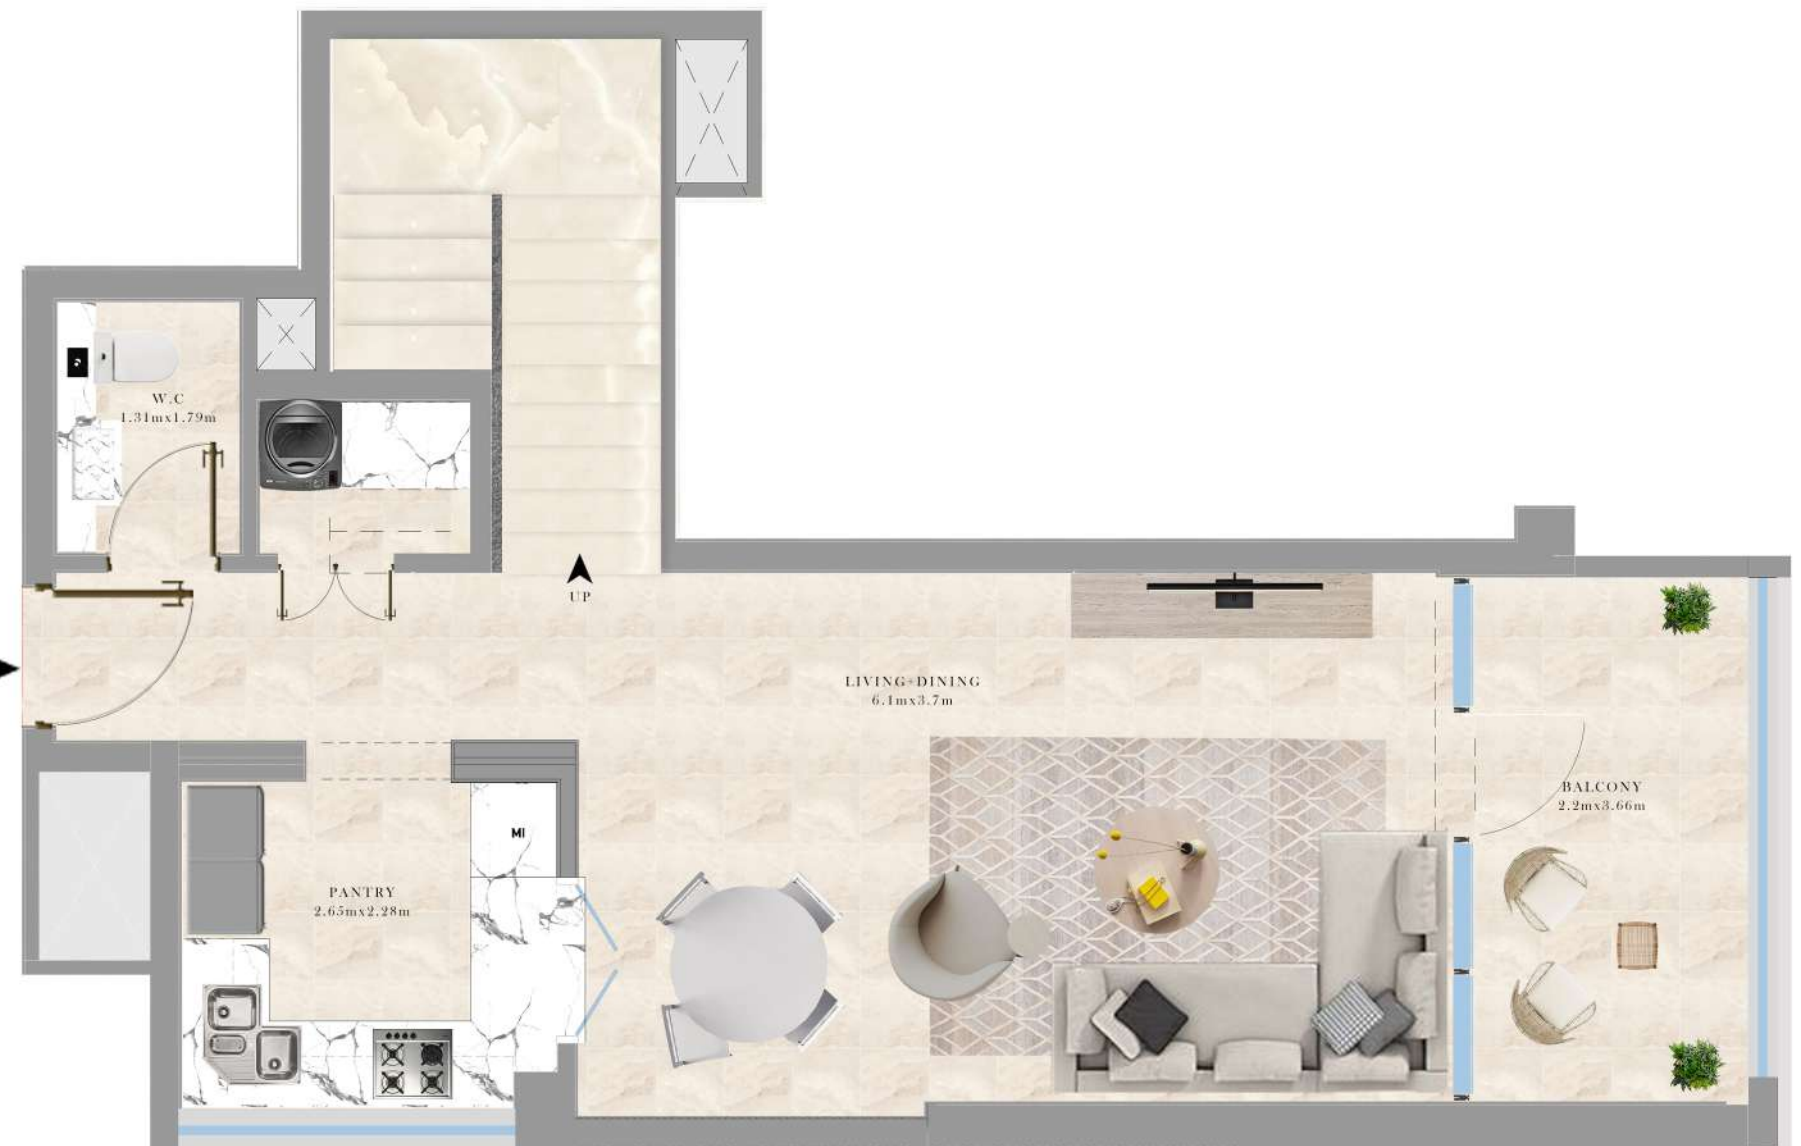 W.C
1.31mx1.79m
UP
LIVING+DINING
6.1mx3.7m
BALCONY
2.2mx3.66m
MI
PANTRY
2.65mx2.28m